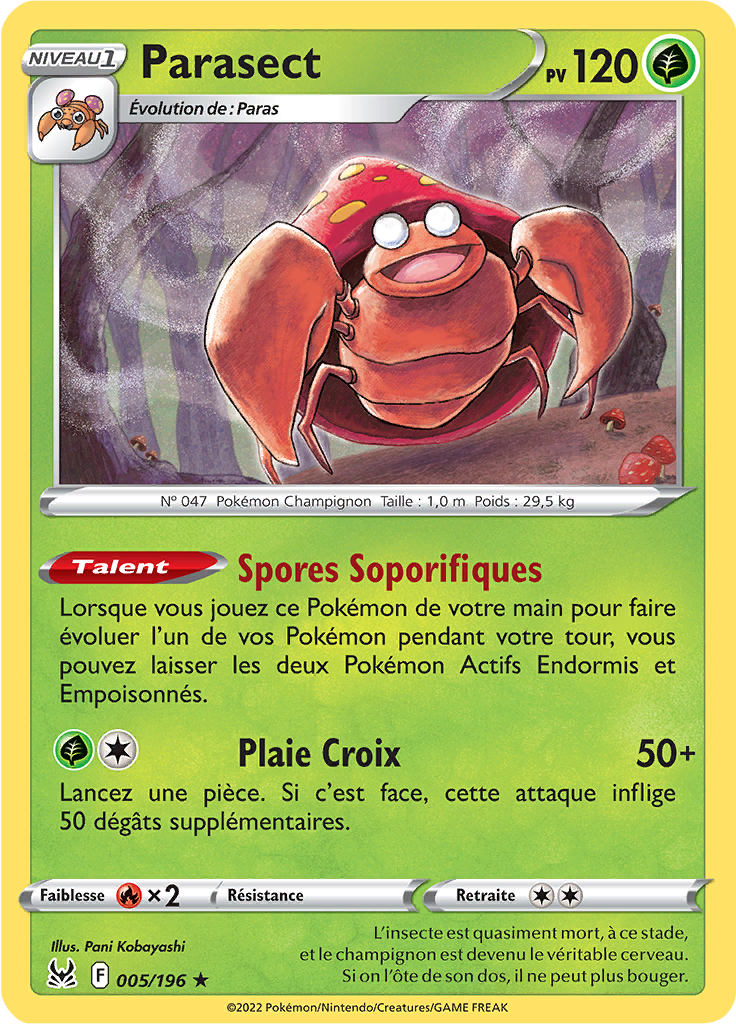 NIVEAU 1
Parasect
PV 120
Évolution de : Paras
N° 047 Pokémon Champignon Taille : 1,0 m Poids : 29,5 kg
Talent Spores Soporifiques
Lorsque vous jouez ce Pokémon de votre main pour faire
évoluer l'un de vos Pokémon pendant votre tour, vous
pouvez laisser les deux Pokémon Actifs Endormis et
Empoisonnés.
Plaie Croix 50+
Lancez une pièce. Si c'est face, cette attaque inflige
50 dégâts supplémentaires.
Faiblesse ×2 Résistance Retraite
Illus. Pani Kobayashi
F 005/196 ★
L'insecte est quasiment mort, à ce stade,
et le champignon est devenu le véritable cerveau.
Si on l'ôte de son dos, il ne peut plus bouger.
©2022 Pokémon/Nintendo/Creatures/GAME FREAK